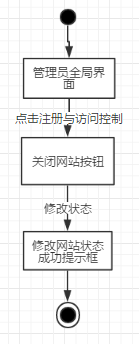 管理员全局界
面
点击注册与访问控制
关闭网站按钮
修改状态
修改网站状态
成功提示框